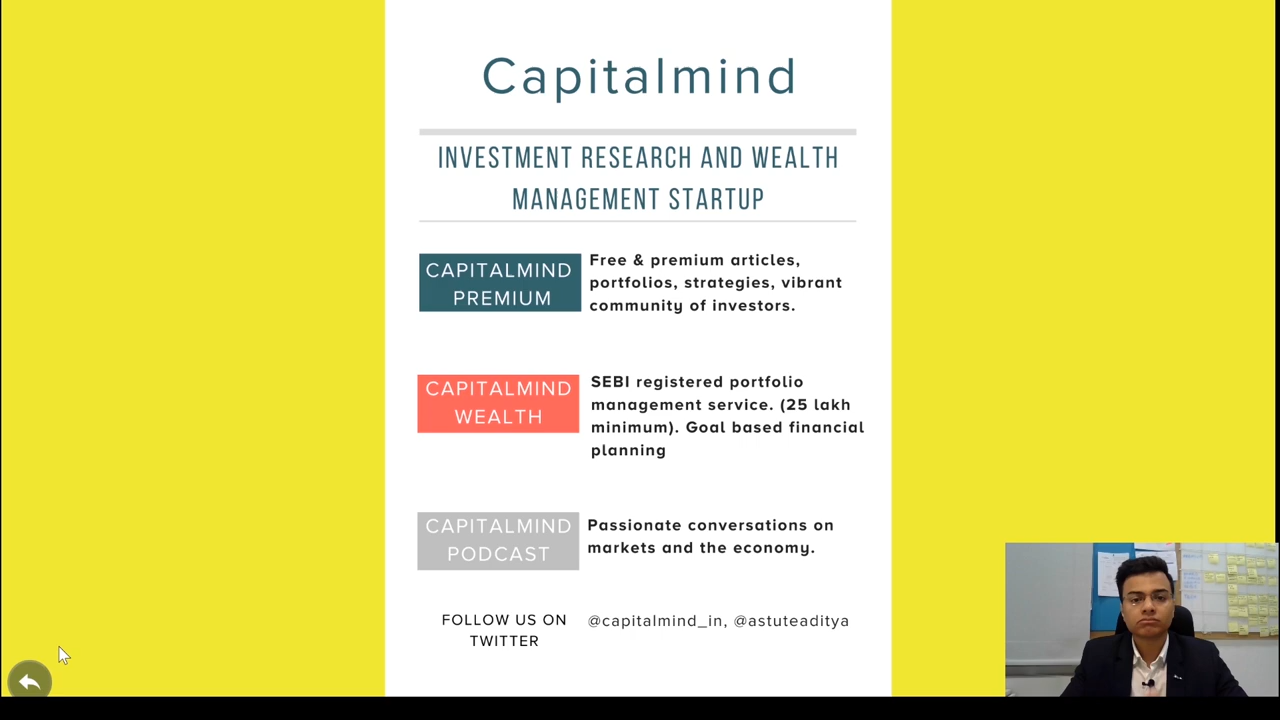 Capitalmind
INVESTMENT RESEARCH AND WEALTH
MANAGEMENT STARTUP
CAPITALMIND
PREMIUM
Free & premium articles,
portfolios, strategies, vibrant
community of investors.
CAPITALMIND
WEALTH
SEBI registered portfolio
management service. (25 lakh
minimum). Goal based financial
planning
CAPITALMIND
PODCAST
Passionate conversations on
markets and the economy.
FOLLOW US ON
TWITTER
@capitalmind_in, @astuteaditya